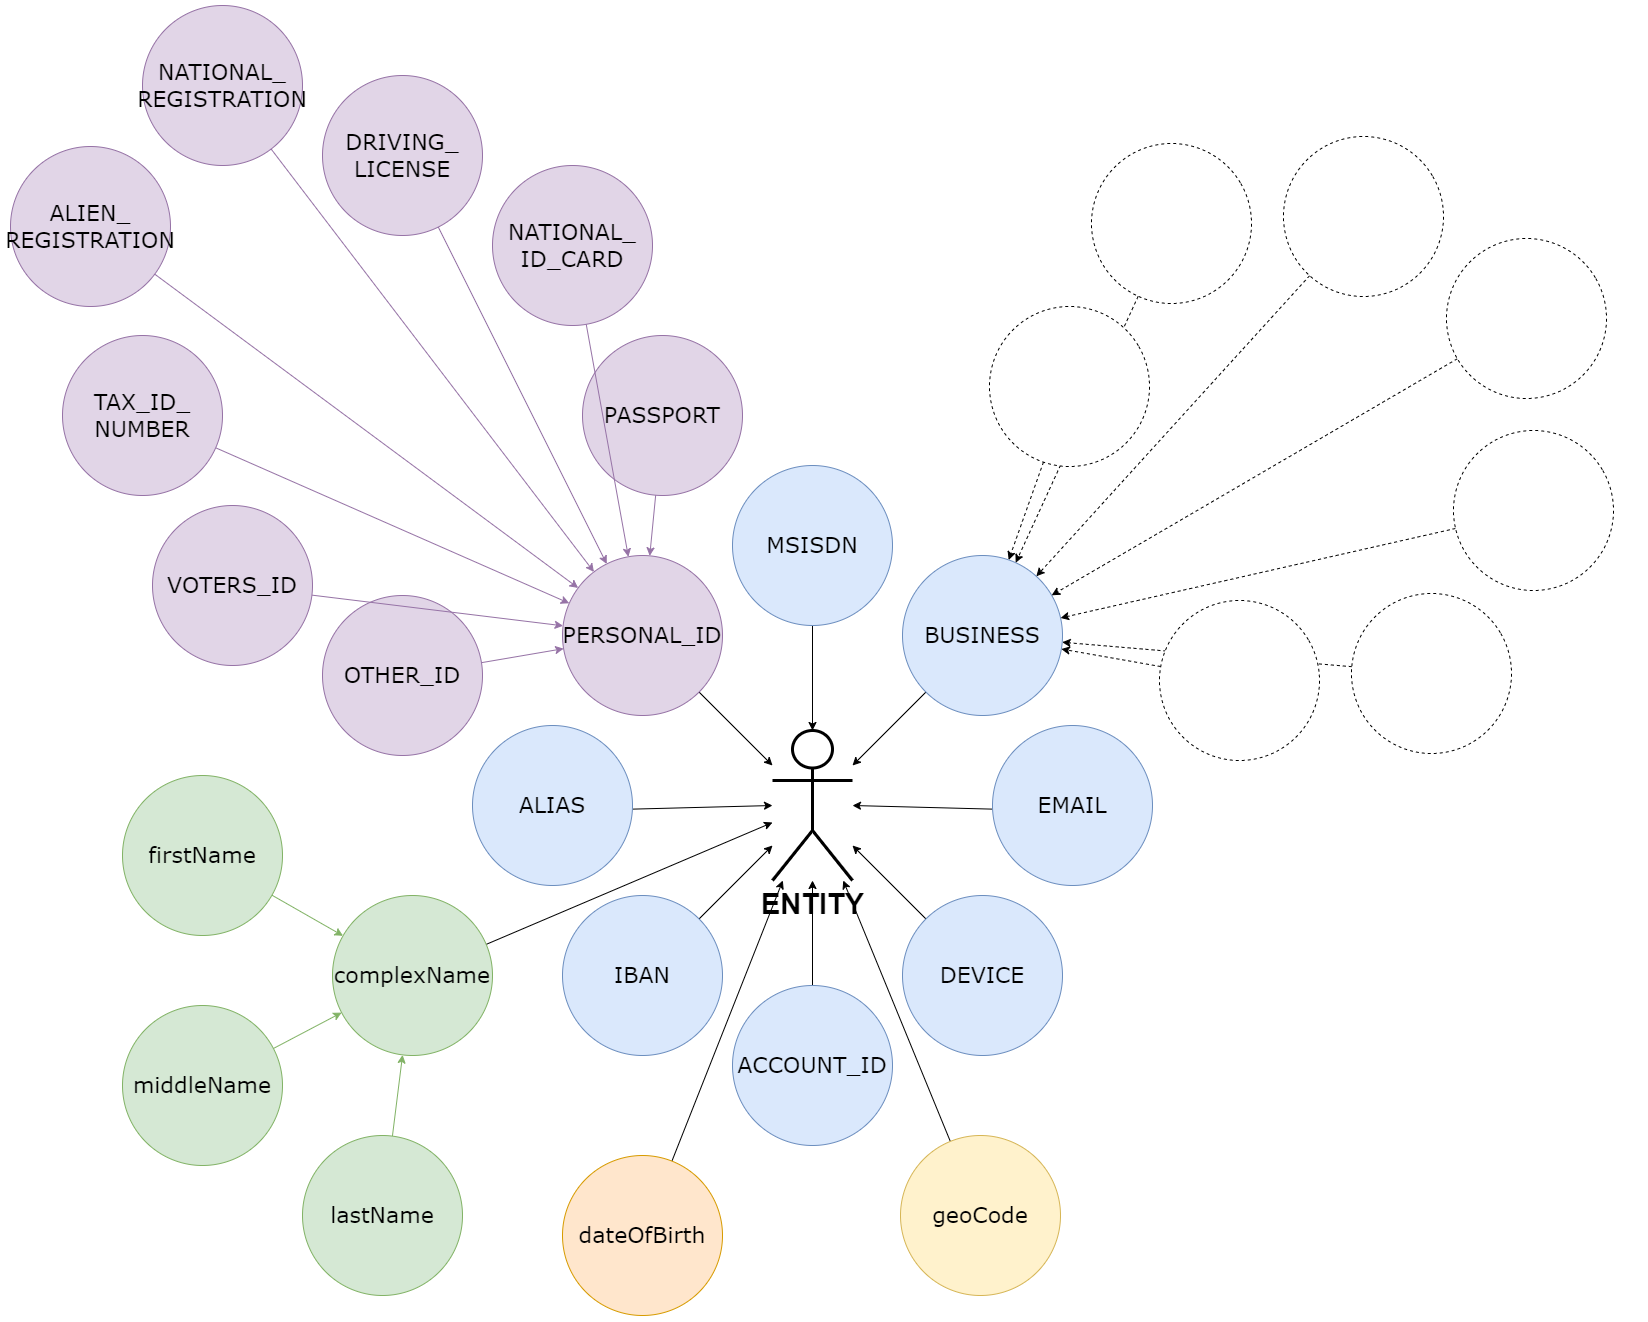 NATIONAL_
REGISTRATION
DRIVING_
LICENSE
ALIEN_
REGISTRATION
NATIONAL_
ID_CARD
TAX_ID_
NUMBER
PASSPORT
MSISDN
VOTERS_ID
PERSONAL_ID
BUSINESS
OTHER_ID
ALIAS
EMAIL
firstName
ENTITY
complexName
IBAN
DEVICE
middleName
ACCOUNT_ID
lastName
dateOfBirth
geoCode